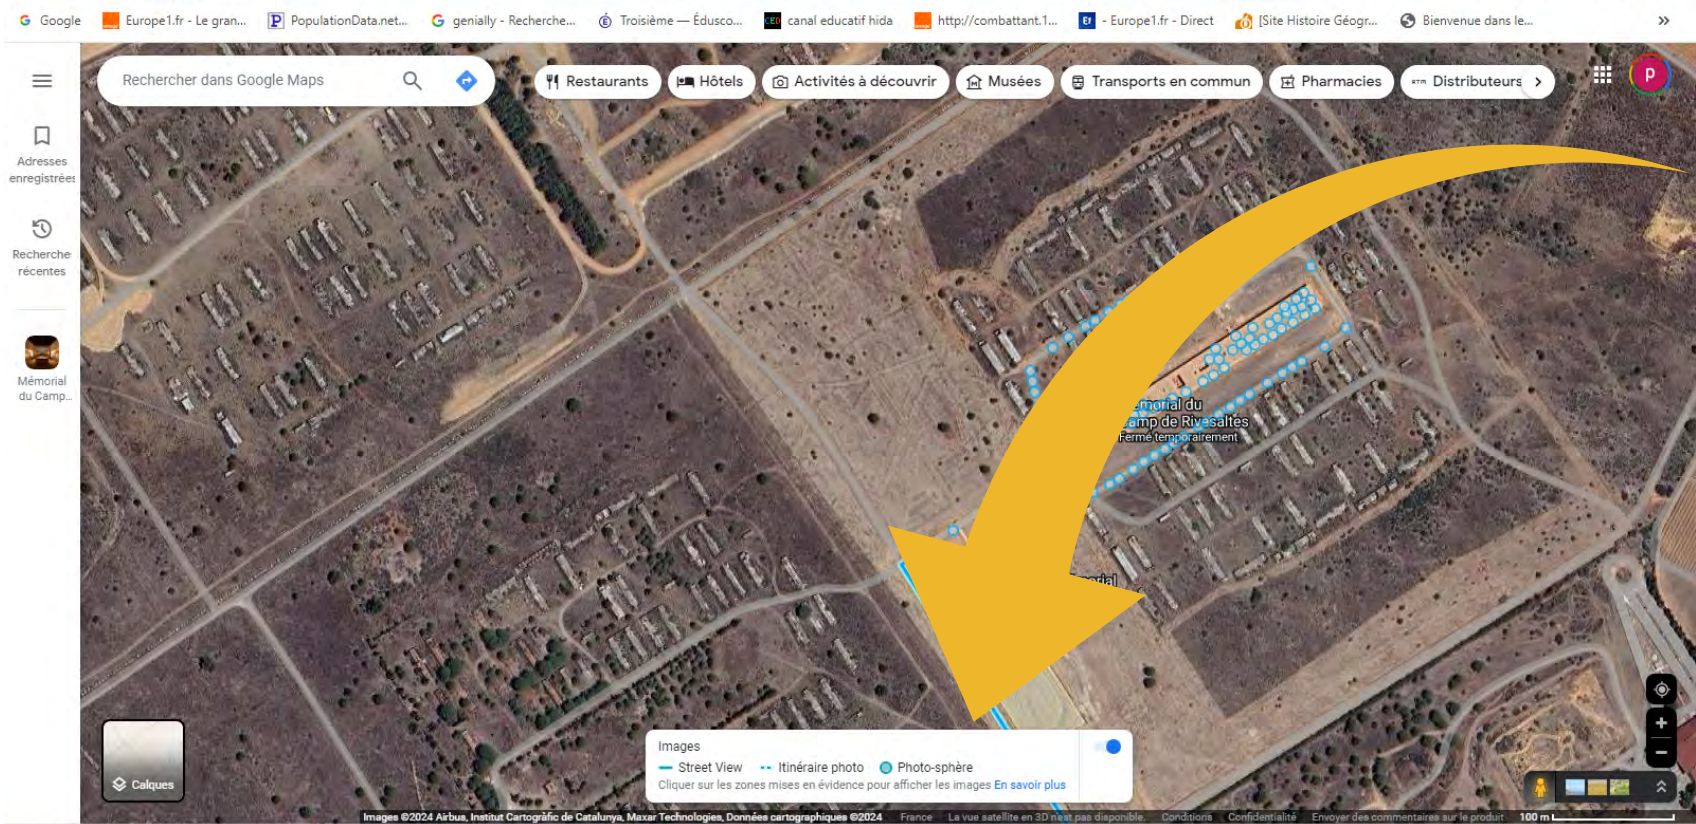 Google
Europe1.fr - Le gran...
PopulationData.net...
genially - Recherche...
Troisième — Édusco...
canal educatif hida
http://combattant.1...
- Europe1.fr - Direct
[Site Histoire Géogr...
Bienvenue dans le...
»
Rechercher dans Google Maps
Restaurants
Hôtels
Activités à découvrir
Musées
Transports en commun
Pharmacies
Distributeurs
p
Adresses
enregistrées
Recherche
récentes
Mémorial
du Camp...
emorial du
amp de Rivesaltes
Fermé temporairement
orial
Calques
Images
Street View
Itinéraire photo
Photo-sphère
Cliquer sur les zones mises en évidence pour afficher les images En savoir plus
Images ©2024 Airbus, Institut Cartogràfic de Catalunya, Maxar Technologies, Données cartographiques ©2024
France
La vue satellite en 3D n'est pas disponible.
Conditions
Confidentialité
Envoyer des commentaires sur le produit
100 m